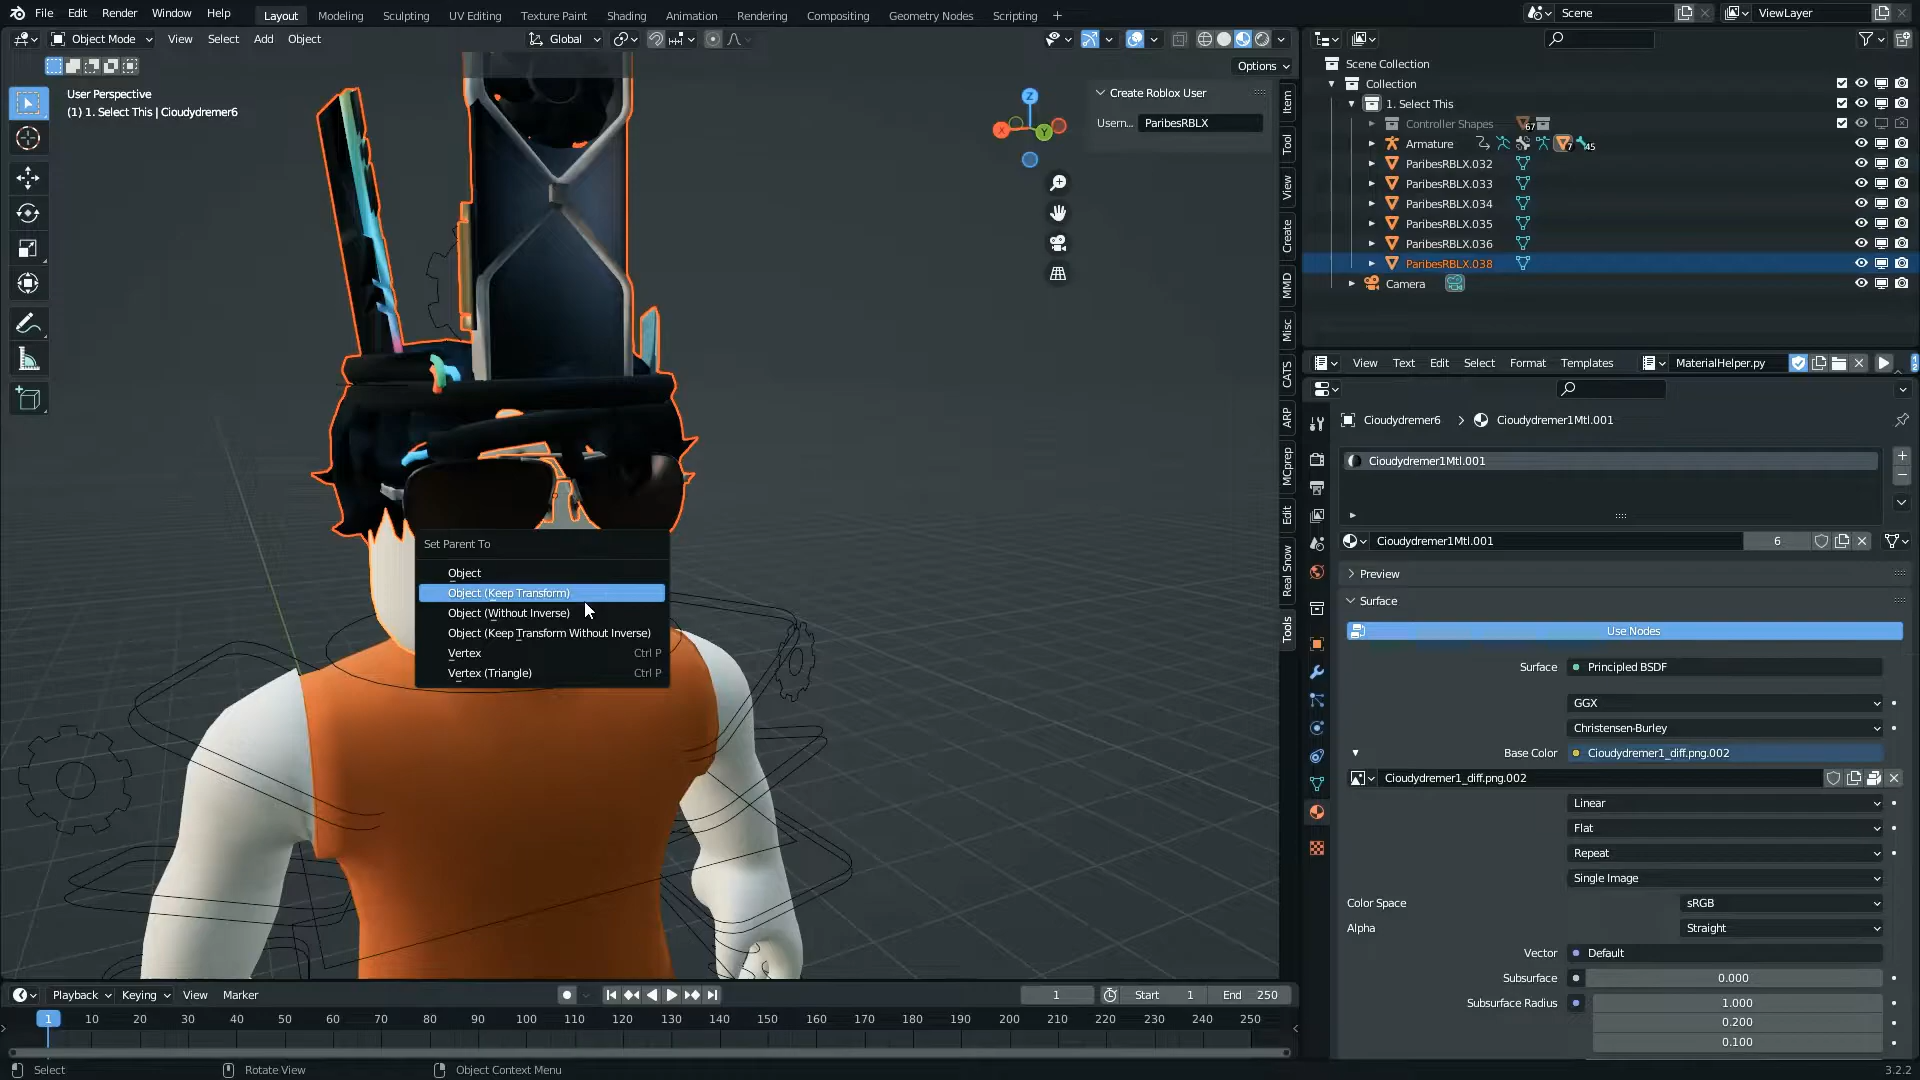 File Edit Render Window Help Layout Modeling Sculpting UV Editing Texture Paint Shading Animation Rendering Compositing Geometry Nodes Scripting + Scene ViewLayer
Object Mode View Select Add Object Global
Options
User Perspective
(1) 1. Select This | Cioudydremer6
Z
X
Y
Create Roblox User
Usern... ParibesRBLX
Item
Tool
View
Create
MMD
Misc
CATS
ARP
MCprep
Edit
Real Snow
Tools
Scene Collection
Collection
1. Select This
Controller Shapes 67
Armature 7 45
ParibesRBLX.032
ParibesRBLX.033
ParibesRBLX.034
ParibesRBLX.035
ParibesRBLX.036
ParibesRBLX.038
Camera
View Text Edit Select Format Templates MaterialHelper.py
Cioudydremer6 > Cioudydremer1Mtl.001
Cioudydremer1Mtl.001
Cioudydremer1Mtl.001 6
Preview
Surface
Use Nodes
Surface Principled BSDF
GGX
Christensen-Burley
Base Color Cioudydremer1_diff.png.002
Cioudydremer1_diff.png.002
Linear
Flat
Repeat
Single Image
Color Space sRGB
Alpha Straight
Vector Default
Subsurface 0.000
Subsurface Radius 1.000
0.200
0.100
Set Parent To
Object
Object (Keep Transform)
Object (Without Inverse)
Object (Keep Transform Without Inverse)
Vertex Ctrl P
Vertex (Triangle) Ctrl P
Playback Keying View Marker 1 Start 1 End 250
1 10 20 30 40 50 60 70 80 90 100 110 120 130 140 150 160 170 180 190 200 210 220 230 240 250
Select Rotate View Object Context Menu 3.2.2